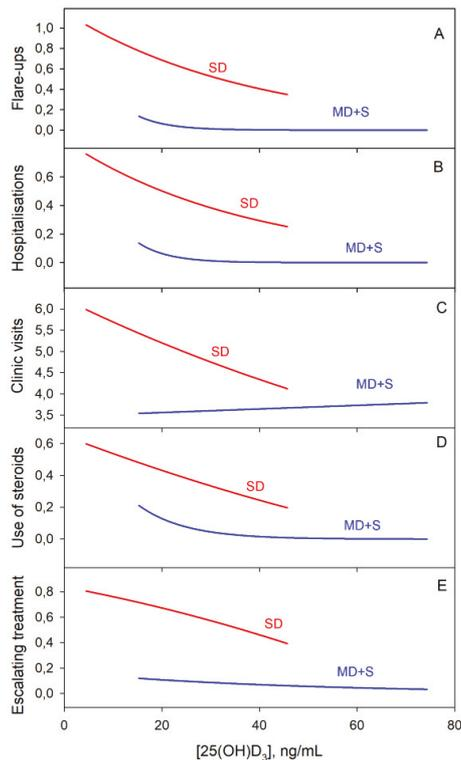 Flare-ups
1,0
0,8
0,6
0,4
0,2
0,0
A
SD
MD+S
Hospitalisations
0,6
0,4
0,2
0,0
B
SD
MD+S
Clinic visits
6,0
5,5
5,0
4,5
4,0
3,5
C
SD
MD+S
Use of steroids
0,6
0,4
0,2
0,0
D
SD
MD+S
Escalating treatment
0,8
0,6
0,4
0,2
0,0
E
SD
MD+S
0 20 40 60 80
[25(OH)D3], ng/mL